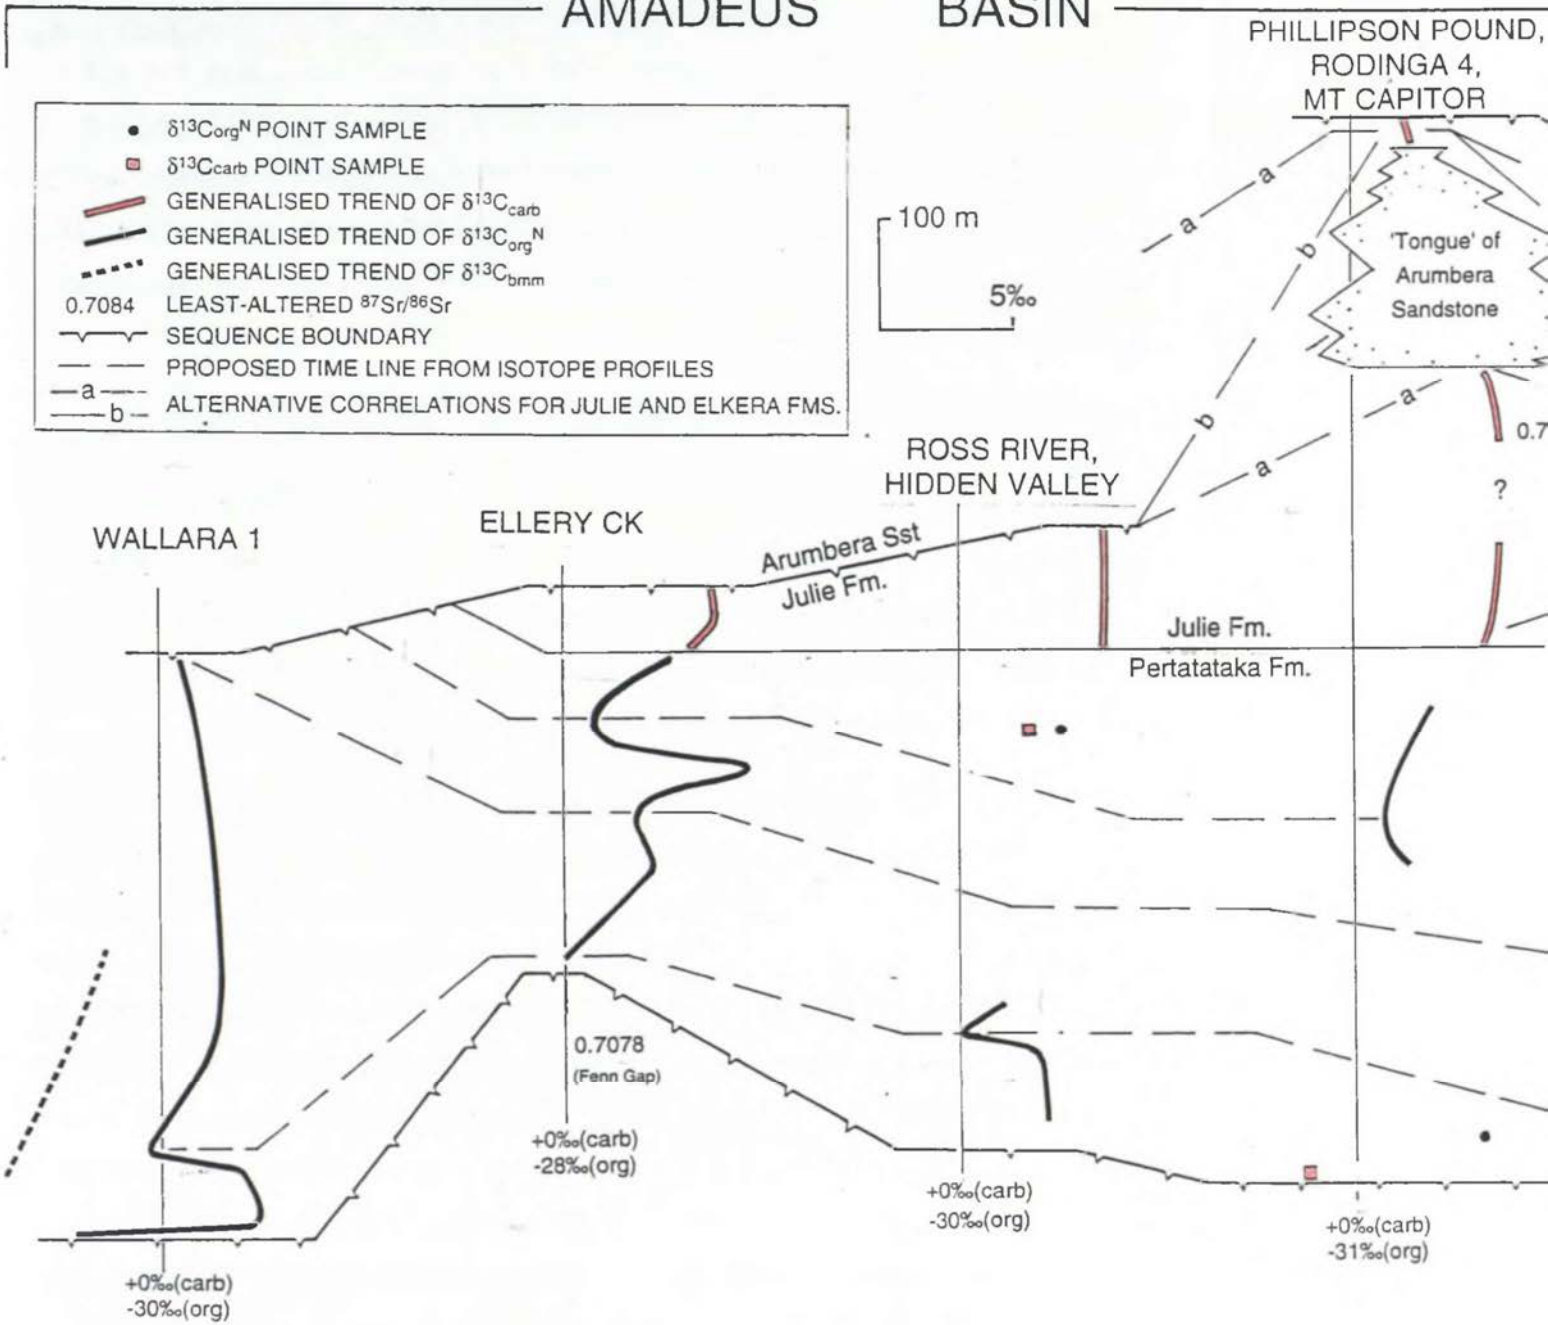 AMADEUS BASIN
PHILLIPSON POUND,
RODINGA 4,
MT CAPITOR
δ13CorgN POINT SAMPLE
δ13Ccarb POINT SAMPLE
GENERALISED TREND OF δ13Ccarb
GENERALISED TREND OF δ13CorgN
GENERALISED TREND OF δ13Cbmm
0.7084 LEAST-ALTERED 87Sr/86Sr
SEQUENCE BOUNDARY
PROPOSED TIME LINE FROM ISOTOPE PROFILES
a
b
ALTERNATIVE CORRELATIONS FOR JULIE AND ELKERA FMS.
100 m
5‰
a
a
b
'Tongue' of
Arumbera
Sandstone
a
b
a
0.7
?
ROSS RIVER,
HIDDEN VALLEY
ELLERY CK
WALLARA 1
Arumbera Sst
Julie Fm.
Julie Fm.
Pertatataka Fm.
0.7078
(Fenn Gap)
+0‰(carb)
-28‰(org)
+0‰(carb)
-30‰(org)
+0‰(carb)
-31‰(org)
+0‰(carb)
-30‰(org)